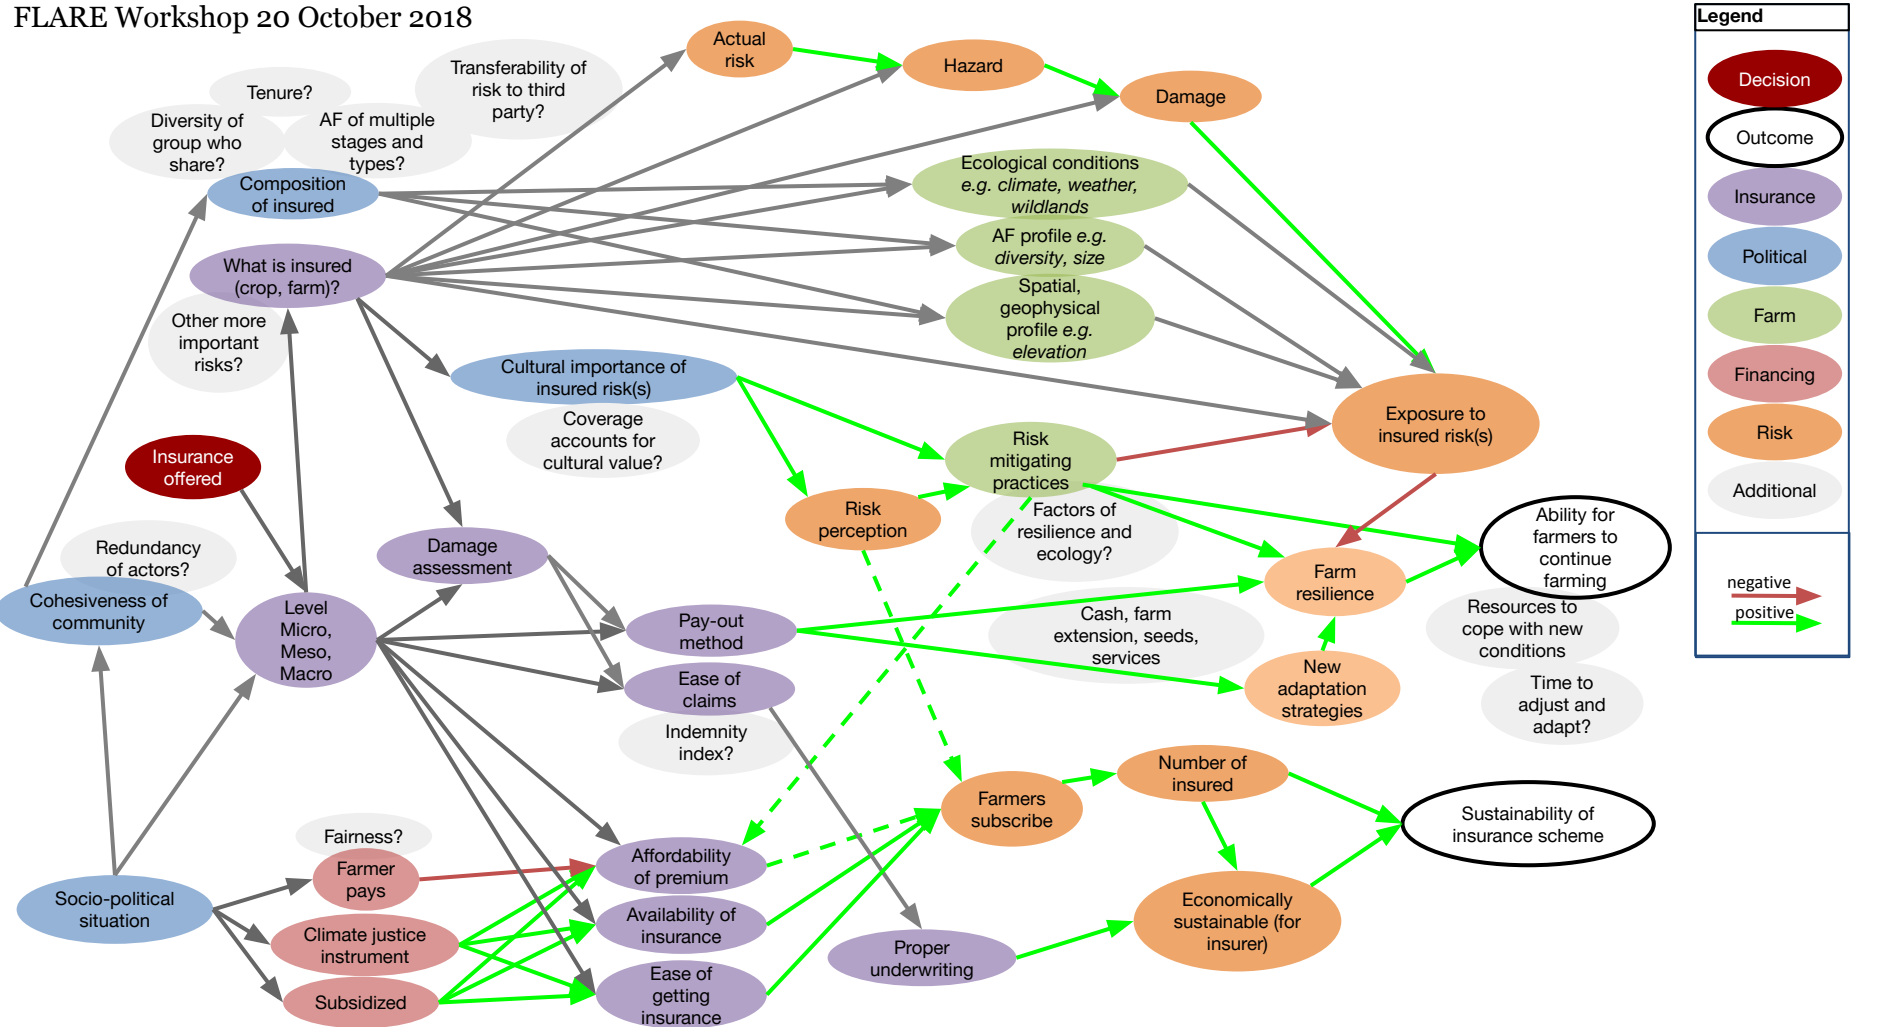 FLARE Workshop 20 October 2018
Actual
risk
Hazard
Damage
Transferability of
risk to third
party?
Tenure?
Diversity of
group who
share?
AF of multiple
stages and
types?
Composition
of insured
Ecological conditions
e.g. climate, weather,
wildlands
AF profile e.g.
diversity, size
Spatial,
geophysical
profile e.g.
elevation
What is insured
(crop, farm)?
Other more
important
risks?
Cultural importance of
insured risk(s)
Coverage
accounts for
cultural value?
Exposure to
insured risk(s)
Risk
mitigating
practices
Insurance
offered
Risk
perception
Factors of
resilience and
ecology?
Ability for
farmers to
continue
farming
Redundancy
of actors?
Damage
assessment
Farm
resilience
Cohesiveness of
community
Level
Micro,
Meso,
Macro
Pay-out
method
Cash, farm
extension, seeds,
services
Resources to
cope with new
conditions
Ease of
claims
New
adaptation
strategies
Time to
adjust and
adapt?
Indemnity
index?
Number of
insured
Farmers
subscribe
Sustainability of
insurance scheme
Fairness?
Farmer
pays
Affordability
of premium
Socio-political
situation
Climate justice
instrument
Availability of
insurance
Economically
sustainable (for
insurer)
Proper
underwriting
Subsidized
Ease of
getting
insurance
Legend
Decision
Outcome
Insurance
Political
Farm
Financing
Risk
Additional
negative
positive